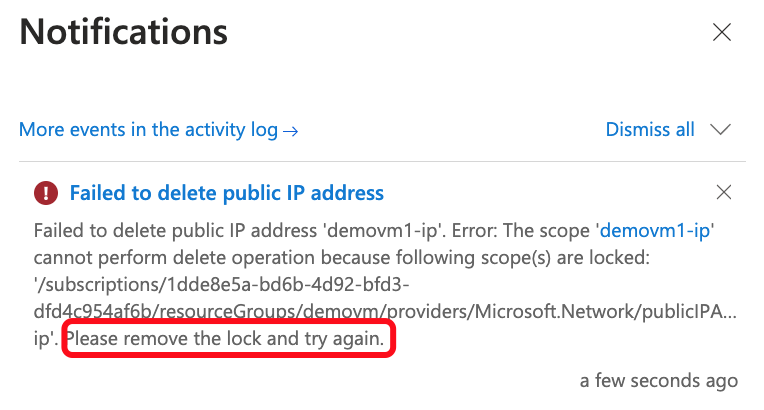 Notifications
More events in the activity log →
Dismiss all
Failed to delete public IP address
Failed to delete public IP address 'demovm1-ip'. Error: The scope 'demovm1-ip'
cannot perform delete operation because following scope(s) are locked:
'/subscriptions/1dde8e5a-bd6b-4d92-bfd3-
dfd4c954af6b/resourceGroups/demovm/providers/Microsoft.Network/publicIPA...
ip'. Please remove the lock and try again.
a few seconds ago